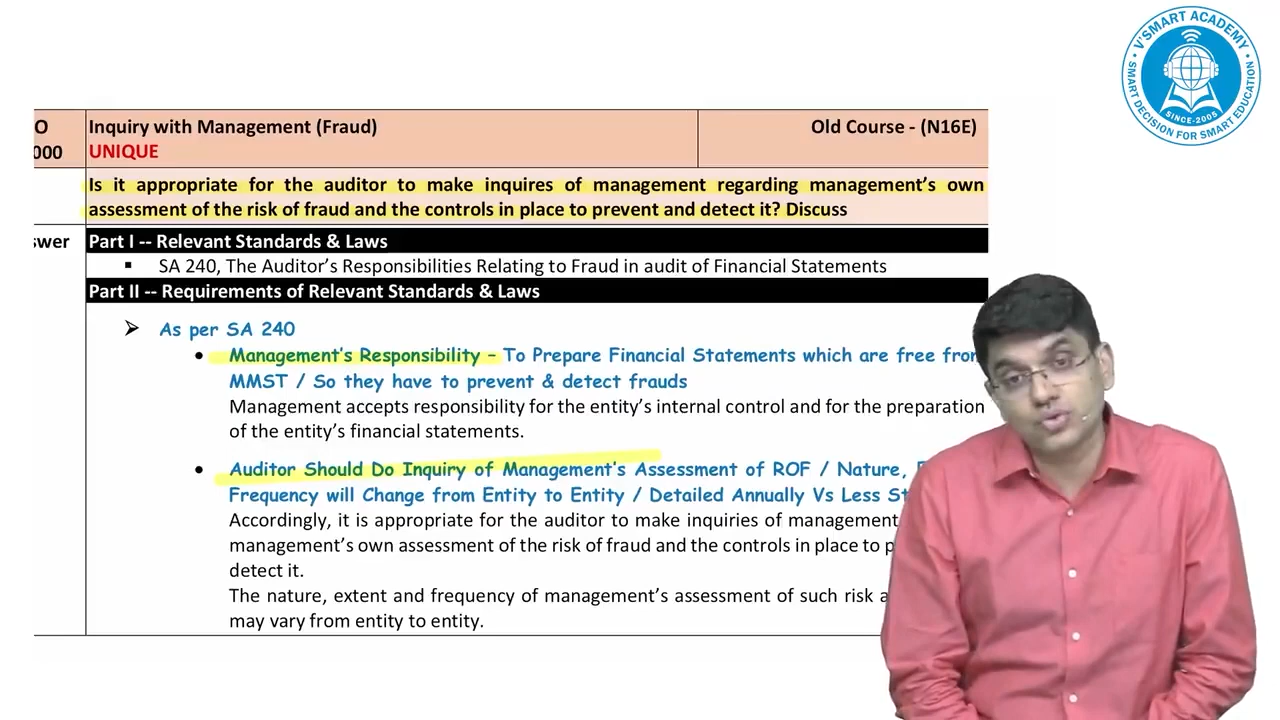 V'SMART ACADEMY
SMART DECISION FOR SMART EDUCATION
SINCE-2005
O
000
Inquiry with Management (Fraud)
UNIQUE
Old Course - (N16E)
Is it appropriate for the auditor to make inquires of management regarding management's own
assessment of the risk of fraud and the controls in place to prevent and detect it? Discuss
swer
Part I -- Relevant Standards & Laws
▪ SA 240, The Auditor's Responsibilities Relating to Fraud in audit of Financial Statements
Part II -- Requirements of Relevant Standards & Laws
➢ As per SA 240
• Management's Responsibility – To Prepare Financial Statements which are free from
MMST / So they have to prevent & detect frauds
Management accepts responsibility for the entity's internal control and for the preparation
of the entity's financial statements.
• Auditor Should Do Inquiry of Management's Assessment of ROF / Nature,
Frequency will Change from Entity to Entity / Detailed Annually Vs Less
Accordingly, it is appropriate for the auditor to make inquiries of management
management's own assessment of the risk of fraud and the controls in place to
detect it.
The nature, extent and frequency of management's assessment of such risk
may vary from entity to entity.